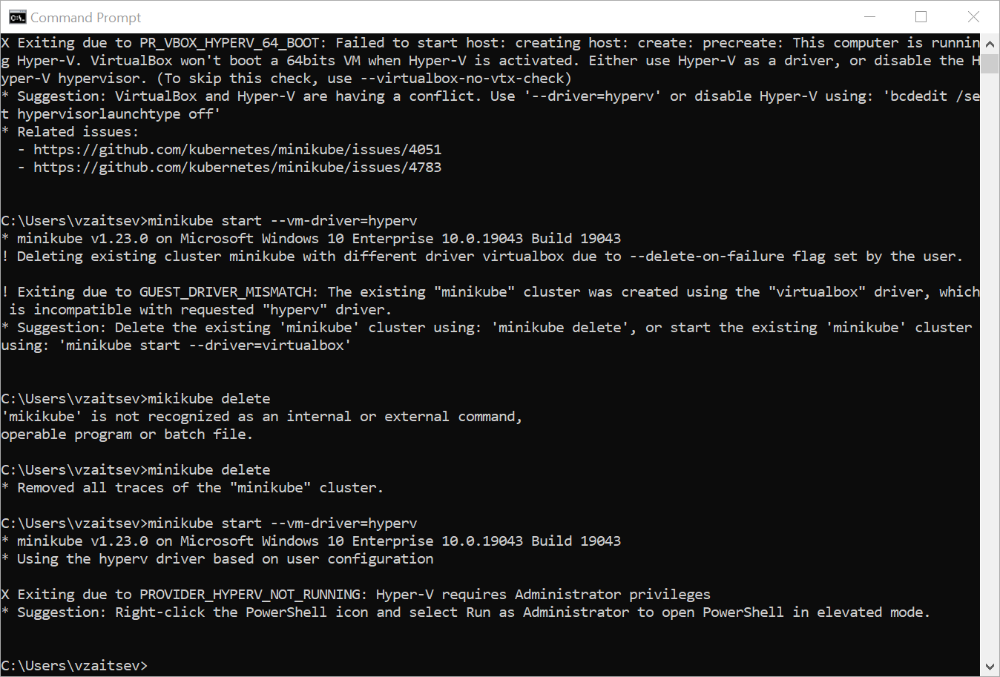 Command Prompt
X Exiting due to PR_VBOX_HYPERV_64_BOOT: Failed to start host: creating host: create: precreate: This computer is runnin
g Hyper-V. VirtualBox won't boot a 64bits VM when Hyper-V is activated. Either use Hyper-V as a driver, or disable the H
yper-V hypervisor. (To skip this check, use --virtualbox-no-vtx-check)
* Suggestion: VirtualBox and Hyper-V are having a conflict. Use '--driver=hyperv' or disable Hyper-V using: 'bcdedit /se
t hypervisorlaunchtype off'
* Related issues:
  - https://github.com/kubernetes/minikube/issues/4051
  - https://github.com/kubernetes/minikube/issues/4783
C:\Users\vzaitsev>minikube start --vm-driver=hyperv
* minikube v1.23.0 on Microsoft Windows 10 Enterprise 10.0.19043 Build 19043
! Deleting existing cluster minikube with different driver virtualbox due to --delete-on-failure flag set by the user.
! Exiting due to GUEST_DRIVER_MISMATCH: The existing "minikube" cluster was created using the "virtualbox" driver, which
 is incompatible with requested "hyperv" driver.
* Suggestion: Delete the existing 'minikube' cluster using: 'minikube delete', or start the existing 'minikube' cluster
using: 'minikube start --driver=virtualbox'
C:\Users\vzaitsev>mikikube delete
'mikikube' is not recognized as an internal or external command,
operable program or batch file.
C:\Users\vzaitsev>minikube delete
* Removed all traces of the "minikube" cluster.
C:\Users\vzaitsev>minikube start --vm-driver=hyperv
* minikube v1.23.0 on Microsoft Windows 10 Enterprise 10.0.19043 Build 19043
* Using the hyperv driver based on user configuration
X Exiting due to PROVIDER_HYPERV_NOT_RUNNING: Hyper-V requires Administrator privileges
* Suggestion: Right-click the PowerShell icon and select Run as Administrator to open PowerShell in elevated mode.
C:\Users\vzaitsev>